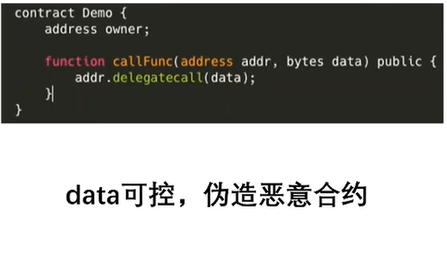 contract Demo {
    address owner;
    function callFunc(address addr, bytes data) public {
        addr.delegatecall(data);
    }
}
data可控，伪造恶意合约